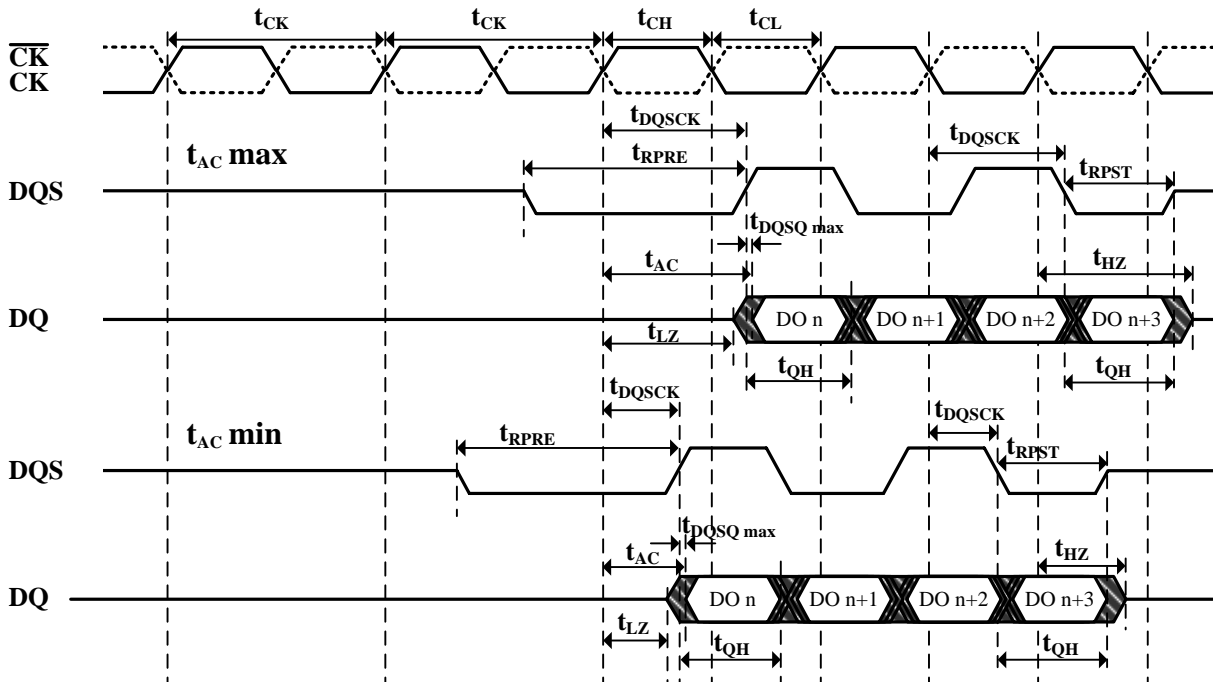 tCK tCK tCH tCL
CK
CK
tDQSCK
tDQSCK
tAC max
tRPRE
tRPST
DQS
tDQSQ max
tAC
tHZ
DQ
DO n DO n+1 DO n+2 DO n+3
tLZ
tQH tQH
tDQSCK
tDQSCK
tAC min
tRPRE
tRPST
DQS
tDQSQ max
tAC
tHZ
DQ
DO n DO n+1 DO n+2 DO n+3
tLZ
tQH tQH